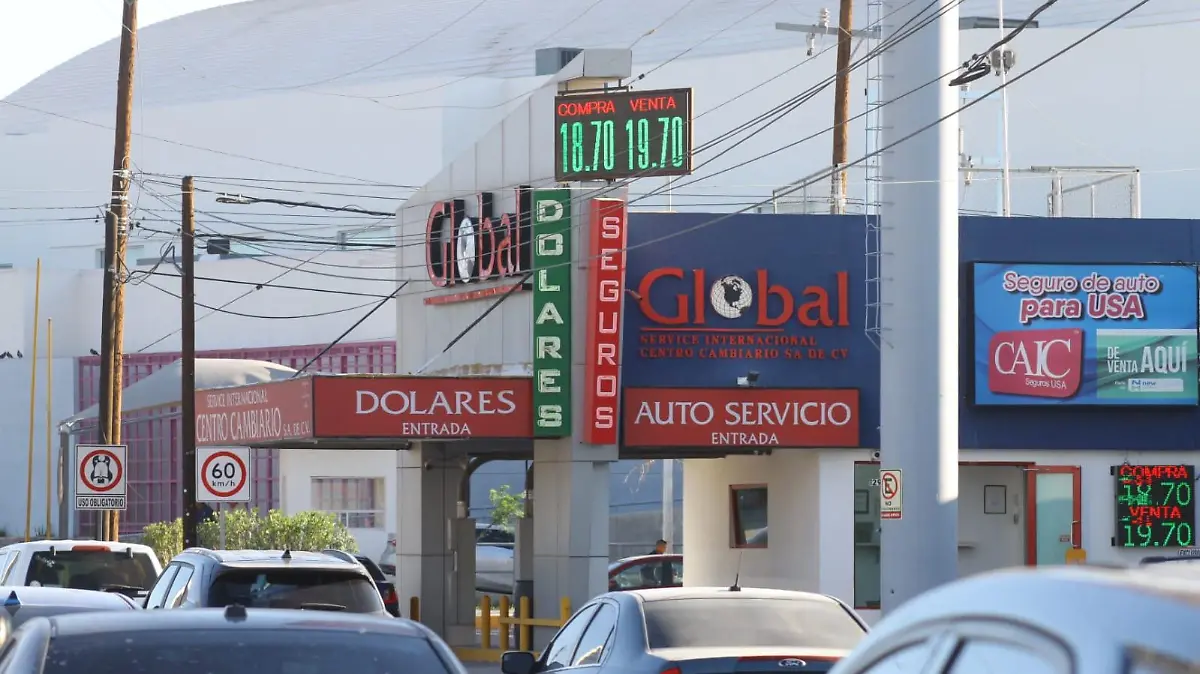 COMPRA VENTA
18.70 19.70
Global
DOLARES
SEGUROS
Global
SERVICE INTERNACIONAL
CENTRO CAMBIARIO SA DE CV
Seguro de auto
para USA
CAIC
Seguros USA
DE VENTA AQUÍ
SERVICE INTERNACIONAL
CENTRO CAMBIARIO S.A. DE C.V.
DOLARES
ENTRADA
AUTO SERVICIO
ENTRADA
USO OBLIGATORIO
60
km/h
E
COMPRA
18.70
VENTA
19.70